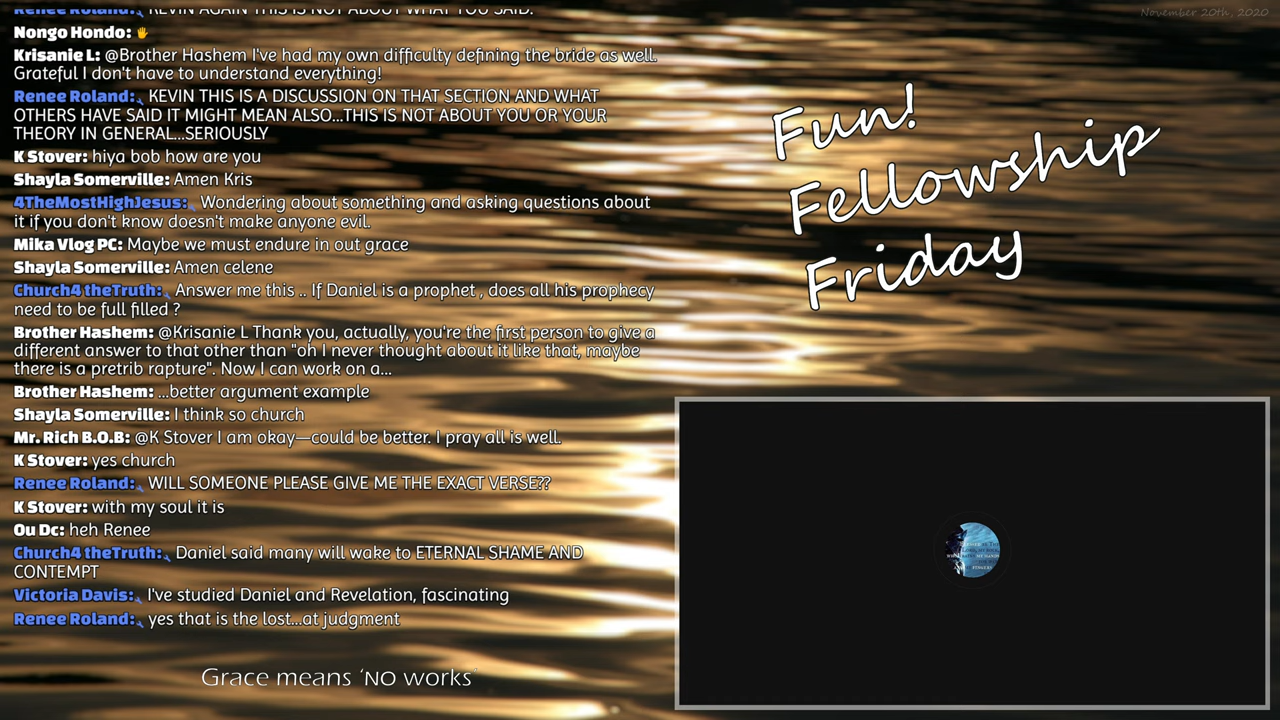 Renee Roland: KEVIN AGAIN THIS IS NOT ABOUT WHAT YOU SAID.
Nongo Hondo: 🤚
Krisanie L: @Brother Hashem I've had my own difficulty defining the bride as well.
Grateful I don't have to understand everything!
Renee Roland: KEVIN THIS IS A DISCUSSION ON THAT SECTION AND WHAT
OTHERS HAVE SAID IT MIGHT MEAN ALSO...THIS IS NOT ABOUT YOU OR YOUR
THEORY IN GENERAL...SERIOUSLY
K Stover: hiya bob how are you
Shayla Somerville: Amen Kris
4TheMostHighJesus: Wondering about something and asking questions about
it if you don't know doesn't make anyone evil.
Mika Vlog PC: Maybe we must endure in out grace
Shayla Somerville: Amen celene
Church4 theTruth: Answer me this .. If Daniel is a prophet , does all his prophecy
need to be full filled ?
Brother Hashem: @Krisanie L Thank you, actually, you're the first person to give a
different answer to that other than "oh I never thought about it like that, maybe
there is a pretrib rapture". Now I can work on a...
Brother Hashem: ...better argument example
Shayla Somerville: I think so church
Mr. Rich B.O.B: @K Stover I am okay—could be better. I pray all is well.
K Stover: yes church
Renee Roland: WILL SOMEONE PLEASE GIVE ME THE EXACT VERSE??
K Stover: with my soul it is
Ou Dc: heh Renee
Church4 theTruth: Daniel said many will wake to ETERNAL SHAME AND
CONTEMPT
Victoria Davis: I've studied Daniel and Revelation, fascinating
Renee Roland: yes that is the lost...at judgment
Grace means 'NO works'
November 20th, 2020
Fun!
Fellowship
Friday